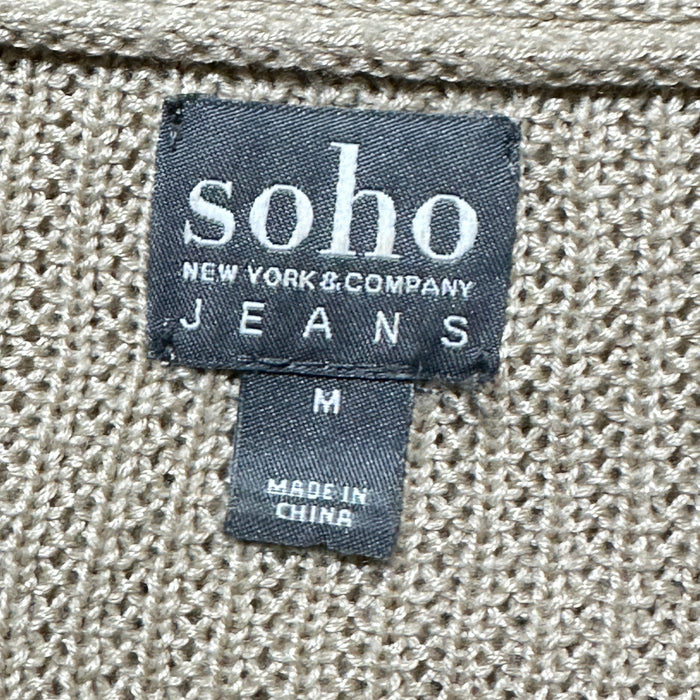 soho
NEW YORK & COMPANY
JEANS
M
MADE IN
CHINA